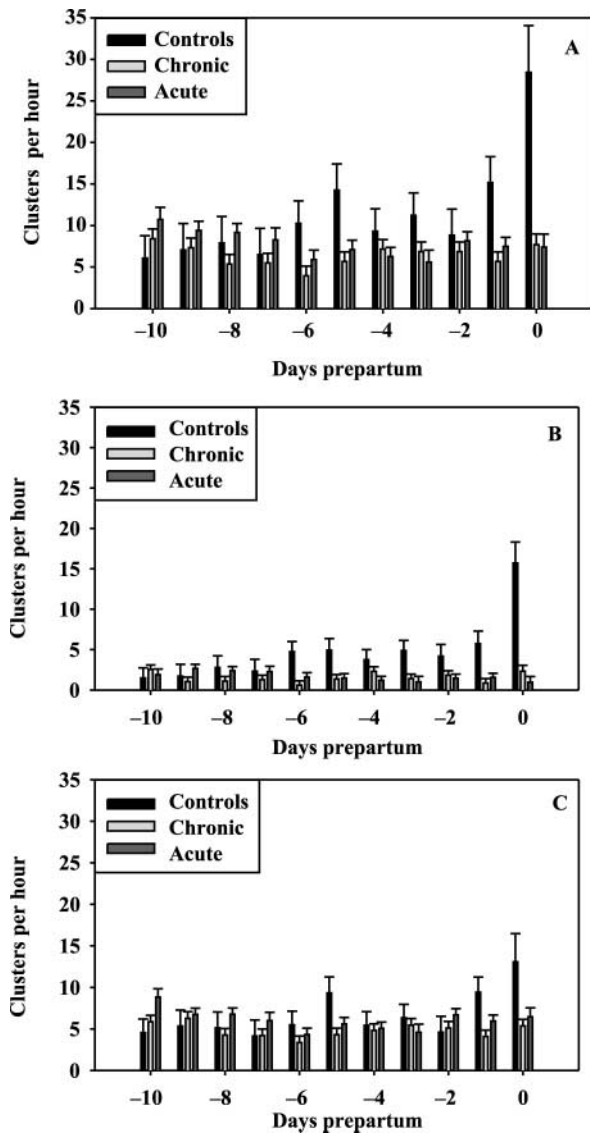 35
30
25
20
15
10
5
0
Clusters per hour
Controls
Chronic
Acute
A
–10 –8 –6 –4 –2 0
Days prepartum
35
30
25
20
15
10
5
0
Clusters per hour
Controls
Chronic
Acute
B
–10 –8 –6 –4 –2 0
Days prepartum
35
30
25
20
15
10
5
0
Clusters per hour
Controls
Chronic
Acute
C
–10 –8 –6 –4 –2 0
Days prepartum